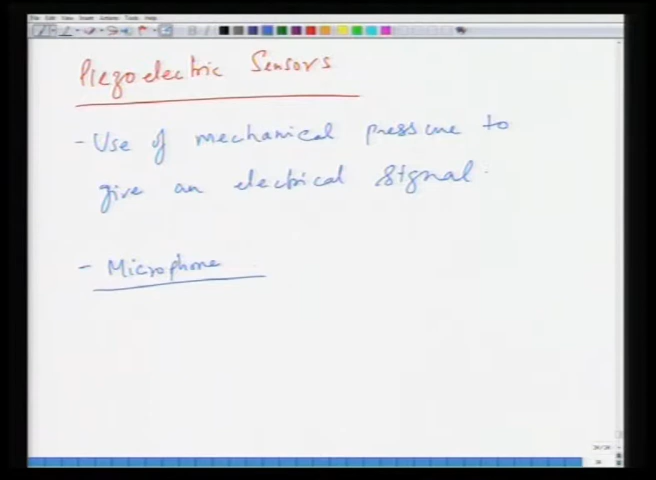 Piezoelectric Sensors
- Use of mechanical pressure to
give an electrical signal.
- Microphone